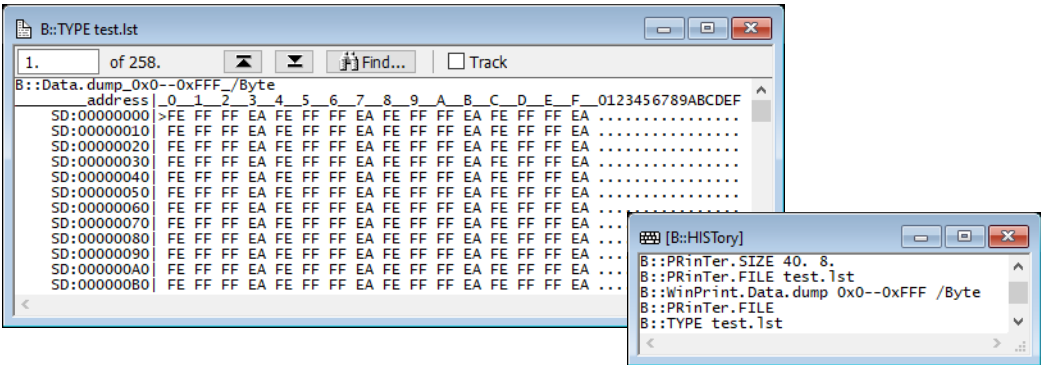 B::TYPE test.lst
1. of 258. Find... Track
B::Data.dump_0x0--0xFFF_/Byte
address|_0__1__2__3__4__5__6__7__8__9__A__B__C__D__E__F__0123456789ABCDEF
SD:00000000|>FE FF FF EA FE FF FF EA FE FF FF EA FE FF FF EA ................
SD:00000010| FE FF FF EA FE FF FF EA FE FF FF EA FE FF FF EA ................
SD:00000020| FE FF FF EA FE FF FF EA FE FF FF EA FE FF FF EA ................
SD:00000030| FE FF FF EA FE FF FF EA FE FF FF EA FE FF FF EA ................
SD:00000040| FE FF FF EA FE FF FF EA FE FF FF EA FE FF FF EA ................
SD:00000050| FE FF FF EA FE FF FF EA FE FF FF EA FE FF FF EA ................
SD:00000060| FE FF FF EA FE FF FF EA FE FF FF EA FE FF FF EA ................
SD:00000070| FE FF FF EA FE FF FF EA FE FF FF EA FE FF FF EA ...
SD:00000080| FE FF FF EA FE FF FF EA FE FF FF EA FE FF FF EA ...
SD:00000090| FE FF FF EA FE FF FF EA FE FF FF EA FE FF FF EA ...
SD:000000A0| FE FF FF EA FE FF FF EA FE FF FF EA FE FF FF EA ...
SD:000000B0| FE FF FF EA FE FF FF EA FE FF FF EA FE FF FF EA ...
[B::HISTory]
B::PRinTer.SIZE 40. 8.
B::PRinTer.FILE test.lst
B::WinPrint.Data.dump 0x0--0xFFF /Byte
B::PRinTer.FILE
B::TYPE test.lst